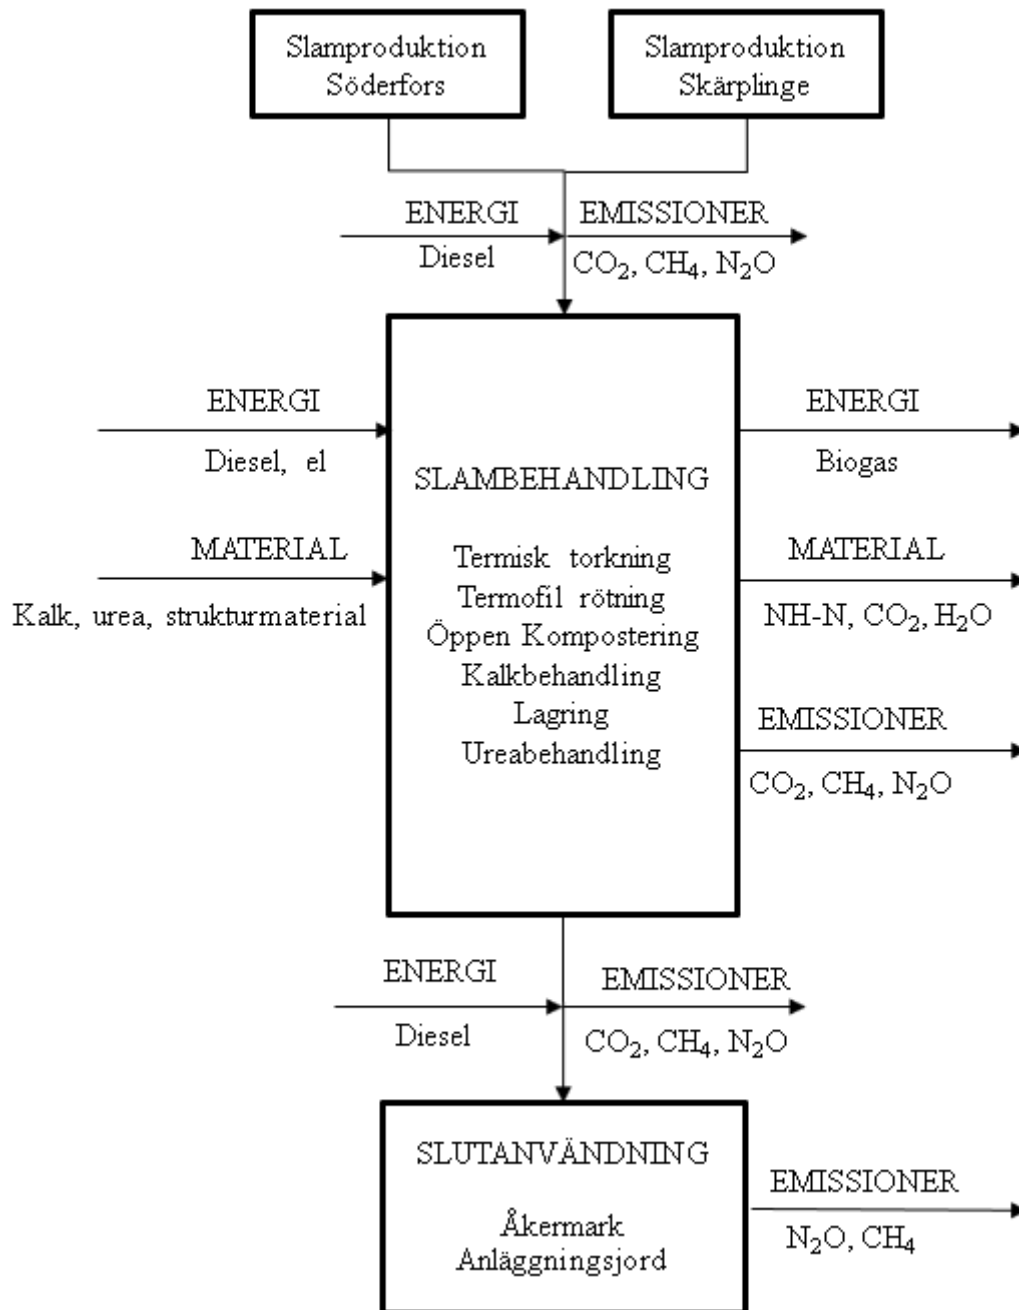 Slamproduktion
Söderfors
Slamproduktion
Skärplinge
ENERGI
Diesel
EMISSIONER
CO₂, CH₄, N₂O
ENERGI
Diesel, el
MATERIAL
Kalk, urea, strukturmaterial
SLAMBEHANDLING
Termisk torkning
Termofil rötning
Öppen Kompostering
Kalkbehandling
Lagring
Ureabehandling
ENERGI
Biogas
MATERIAL
NH-N, CO₂, H₂O
EMISSIONER
CO₂, CH₄, N₂O
ENERGI
Diesel
EMISSIONER
CO₂, CH₄, N₂O
SLUTANVÄNDNING
Åkermark
Anläggningsjord
EMISSIONER
N₂O, CH₄